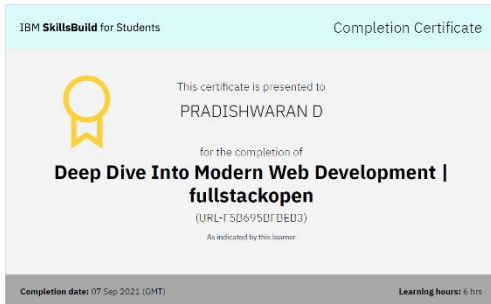 IBM SkillsBuild for Students
Completion Certificate
This certificate is presented to
PRADISHWARAN D
for the completion of
Deep Dive Into Modern Web Development |
fullstackopen
As indicated by this learner
Completion date: 07 Sep 2021 (GMT)
Learning hours: 6 hrs